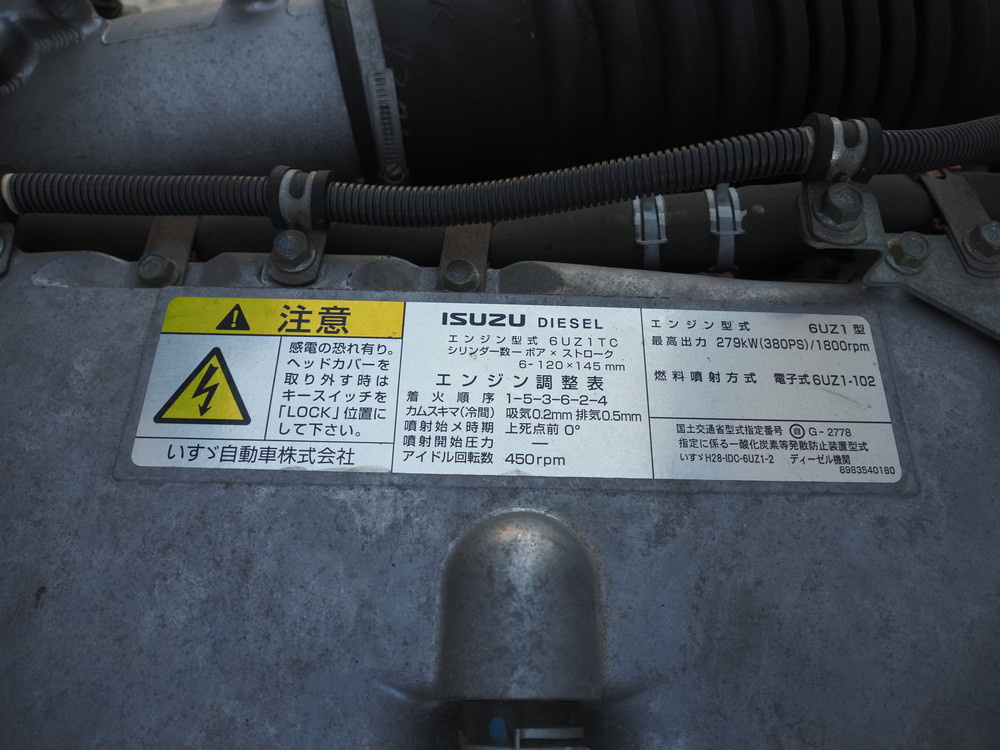 注意
感電の恐れ有り。
ヘッドカバーを
取り外す時は
キースイッチを
「LOCK」位置に
して下さい。
いすゞ自動車株式会社
ISUZU DIESEL
エンジン型式 6UZ1TC
シリンダー数ー ボア × ストローク
6-120×145mm
エンジン調整表
着火順序 1-5-3-6-2-4
カムスキマ(冷間) 吸気0.2mm 排気0.5mm
噴射始メ時期 上死点前 0°
噴射開始圧力 —
アイドル回転数 450rpm
エンジン型式 6UZ1型
最高出力 279kW(380PS)/1800rpm
燃料噴射方式 電子式6UZ1-102
国土交通省型式指定番号 自 G-2778
指定に係る一酸化炭素等発散防止装置型式
いすゞH28-IDC-6UZ1-2 ディーゼル機関
8983540180